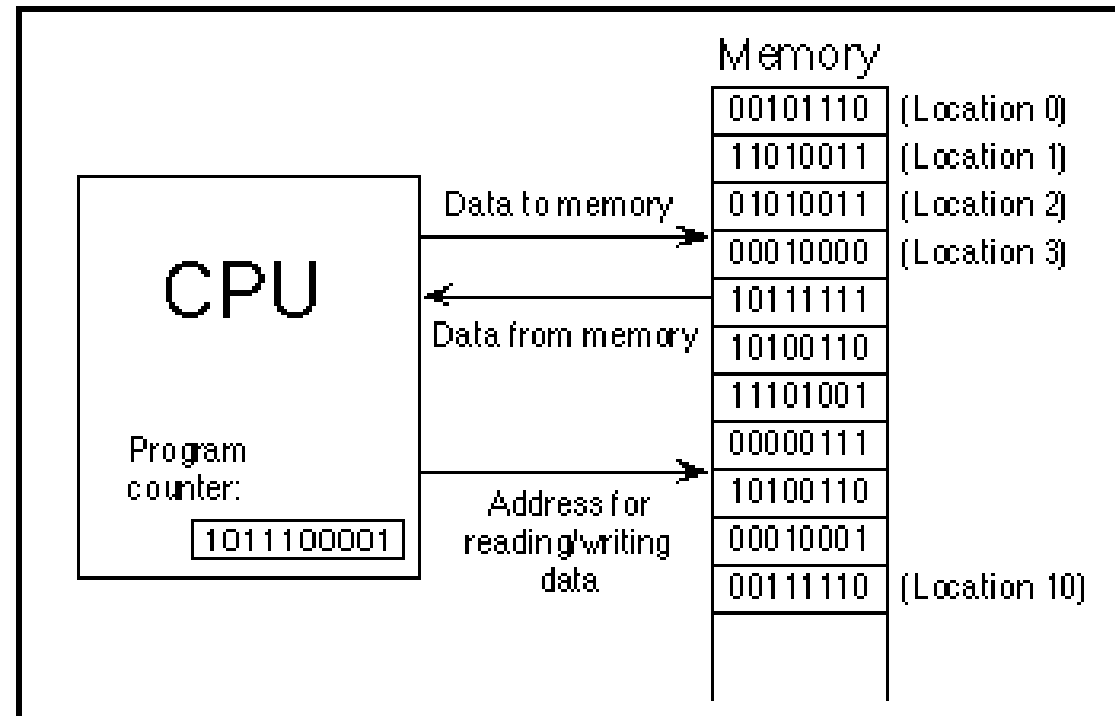 Memory
00101110 (Location 0)
11010011 (Location 1)
01010011 (Location 2)
00010000 (Location 3)
10111111
10100110
11101001
00000111
10100110
00010001
00111110 (Location 10)
Data to memory
Data from memory
Address for
reading/writing
data
CPU
Program
counter:
1011100001